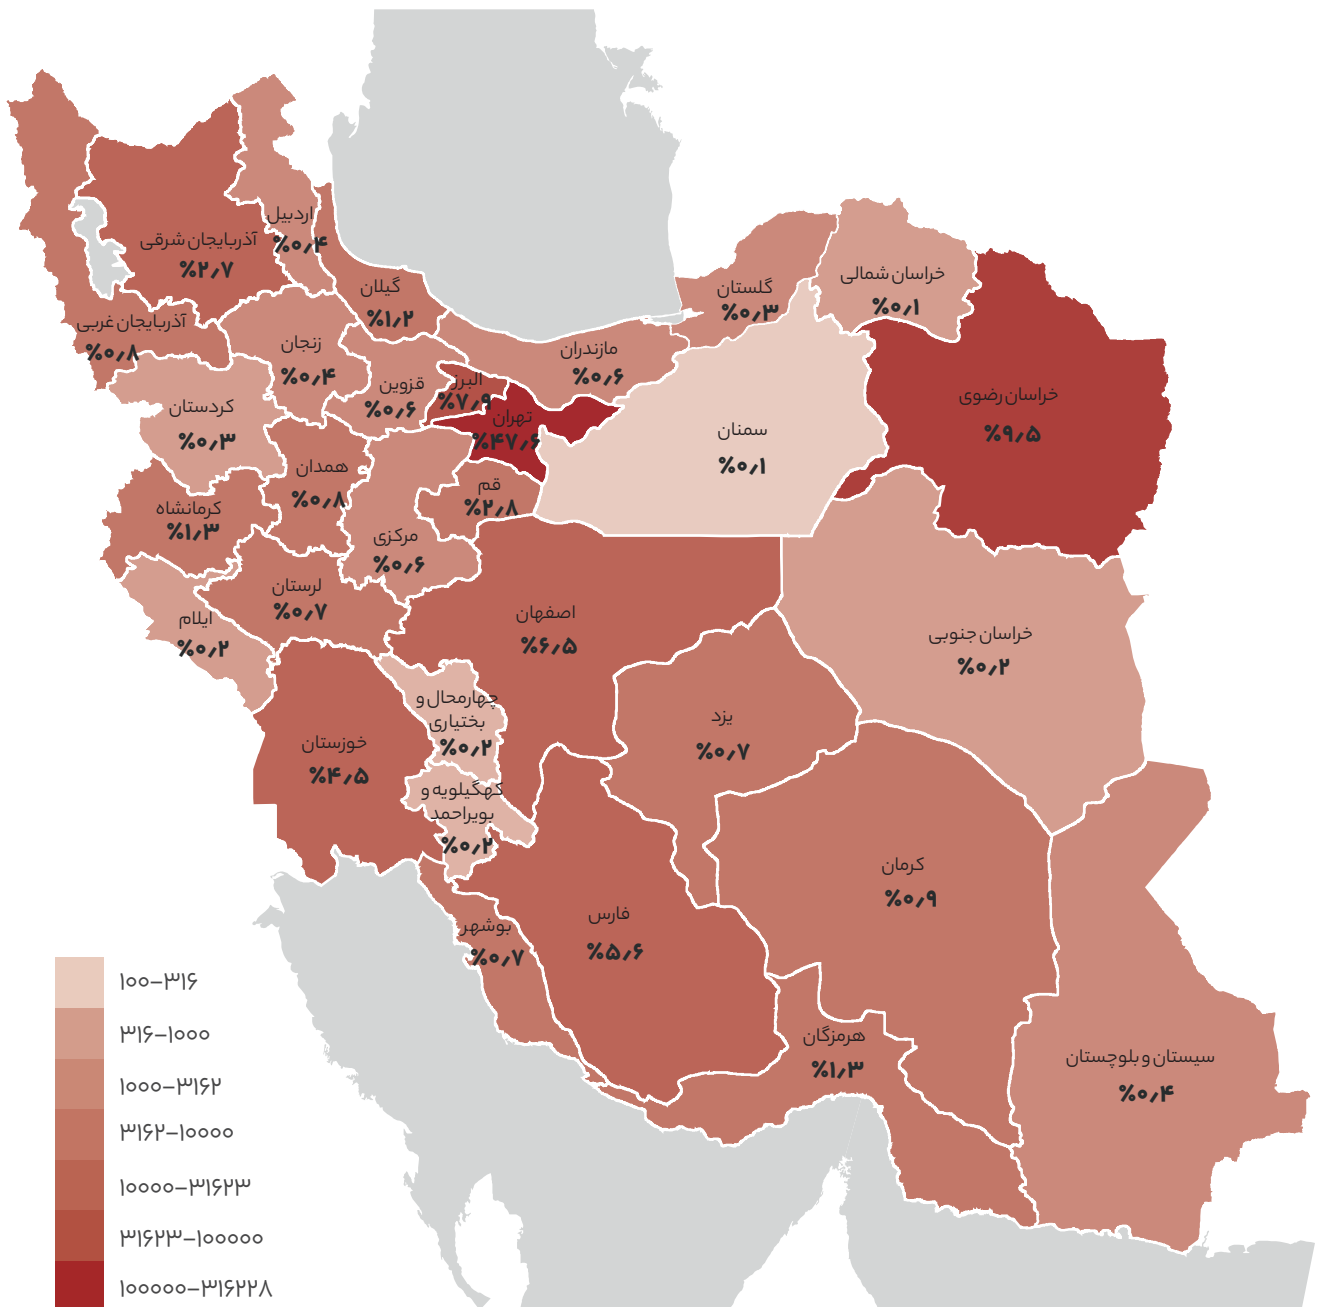 اردبیل
%۰٫۴
آذربایجان شرقی
%۲٫۷
گیلان
%۱٫۲
آذربایجان غربی
%۰٫۸
زنجان
%۰٫۴
خراسان شمالی
%۰٫۱
گلستان
%۰٫۳
مازندران
%۰٫۶
البرز
%۷٫۹
قزوین
%۰٫۶
کردستان
%۰٫۳
تهران
%۴۷٫۶
خراسان رضوی
%۹٫۵
سمنان
%۰٫۱
همدان
%۰٫۸
قم
%۲٫۸
کرمانشاه
%۱٫۳
مرکزی
%۰٫۶
لرستان
%۰٫۷
ایلام
%۰٫۲
اصفهان
%۶٫۵
خراسان جنوبی
%۰٫۲
چهارمحال و
بختیاری
%۰٫۲
یزد
%۰٫۷
خوزستان
%۴٫۵
کهگیلویه و
بویراحمد
%۰٫۲
کرمان
%۰٫۹
فارس
%۵٫۶
بوشهر
%۰٫۷
هرمزگان
%۱٫۳
سیستان و بلوچستان
%۰٫۴
۱۰۰–۳۱۶
۳۱۶–۱۰۰۰
۱۰۰۰–۳۱۶۲
۳۱۶۲–۱۰۰۰۰
۱۰۰۰۰–۳۱۶۲۳
۳۱۶۲۳–۱۰۰۰۰۰
۱۰۰۰۰۰–۳۱۶۲۲۸